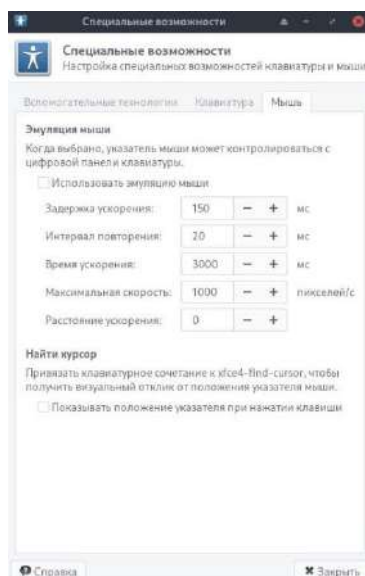 Специальные возможности
Специальные возможности
Настройка специальных возможностей клавиатуры и мыши
Вспомогательные технологии Клавиатура Мышь
Эмуляция мыши
Когда выбрано, указатель мыши может контролироваться с
цифровой панели клавиатуры.
Использовать эмуляцию мыши
Задержка ускорения: 150 − + мс
Интервал повторения: 20 − + мс
Время ускорения: 3000 − + мс
Максимальная скорость: 1000 − + пикселей/с
Расстояние ускорения: 0 − +
Найти курсор
Привязать клавиатурное сочетание к xfce4-find-cursor, чтобы
получить визуальный отклик от положения указателя мыши.
Показывать положение указателя при нажатии клавиши
Справка Закрыть